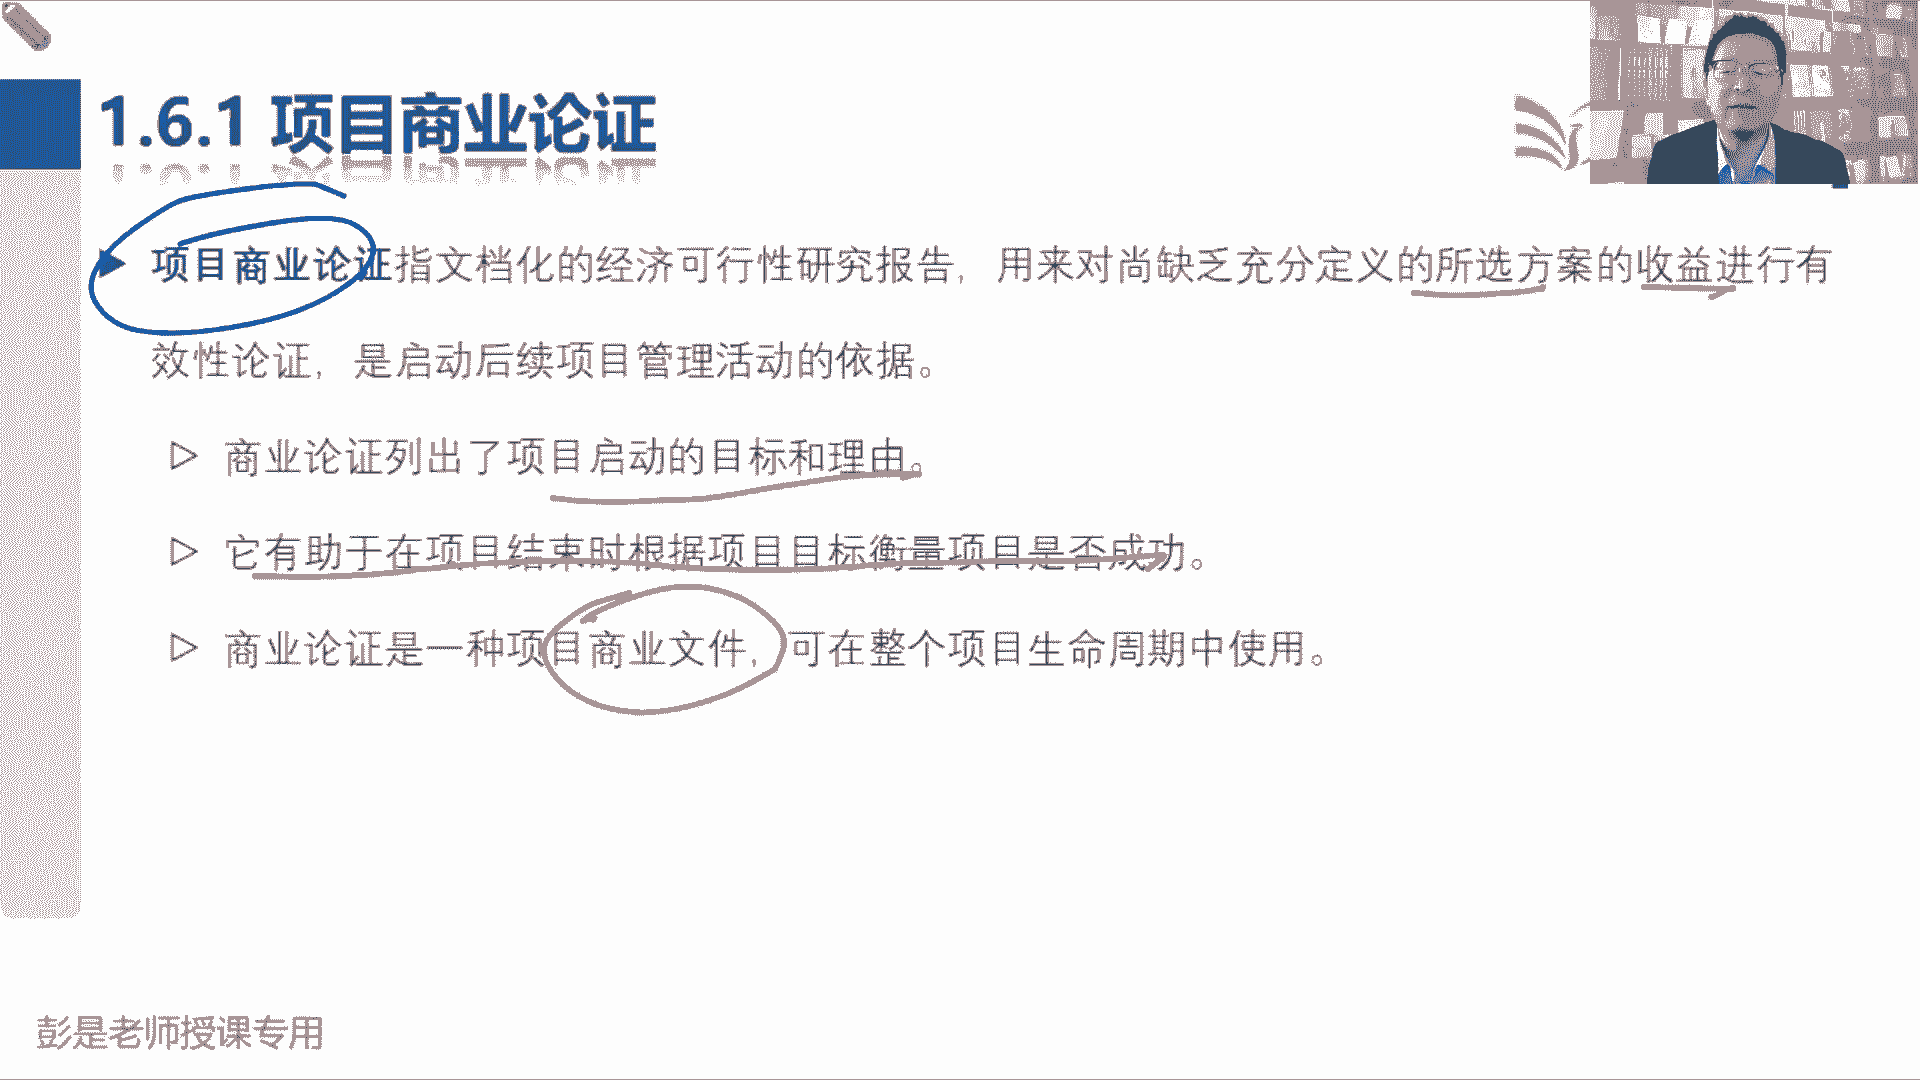 1.6.1 项目商业论证
项目商业论证指文档化的经济可行性研究报告，用来对尚缺乏充分定义的所选方案的收益进行有
效性论证，是启动后续项目管理活动的依据。
商业论证列出了项目启动的目标和理由。
它有助于在项目结束时根据项目目标衡量项目是否成功。
商业论证是一种项目商业文件，可在整个项目生命周期中使用。
彭是老师授课专用